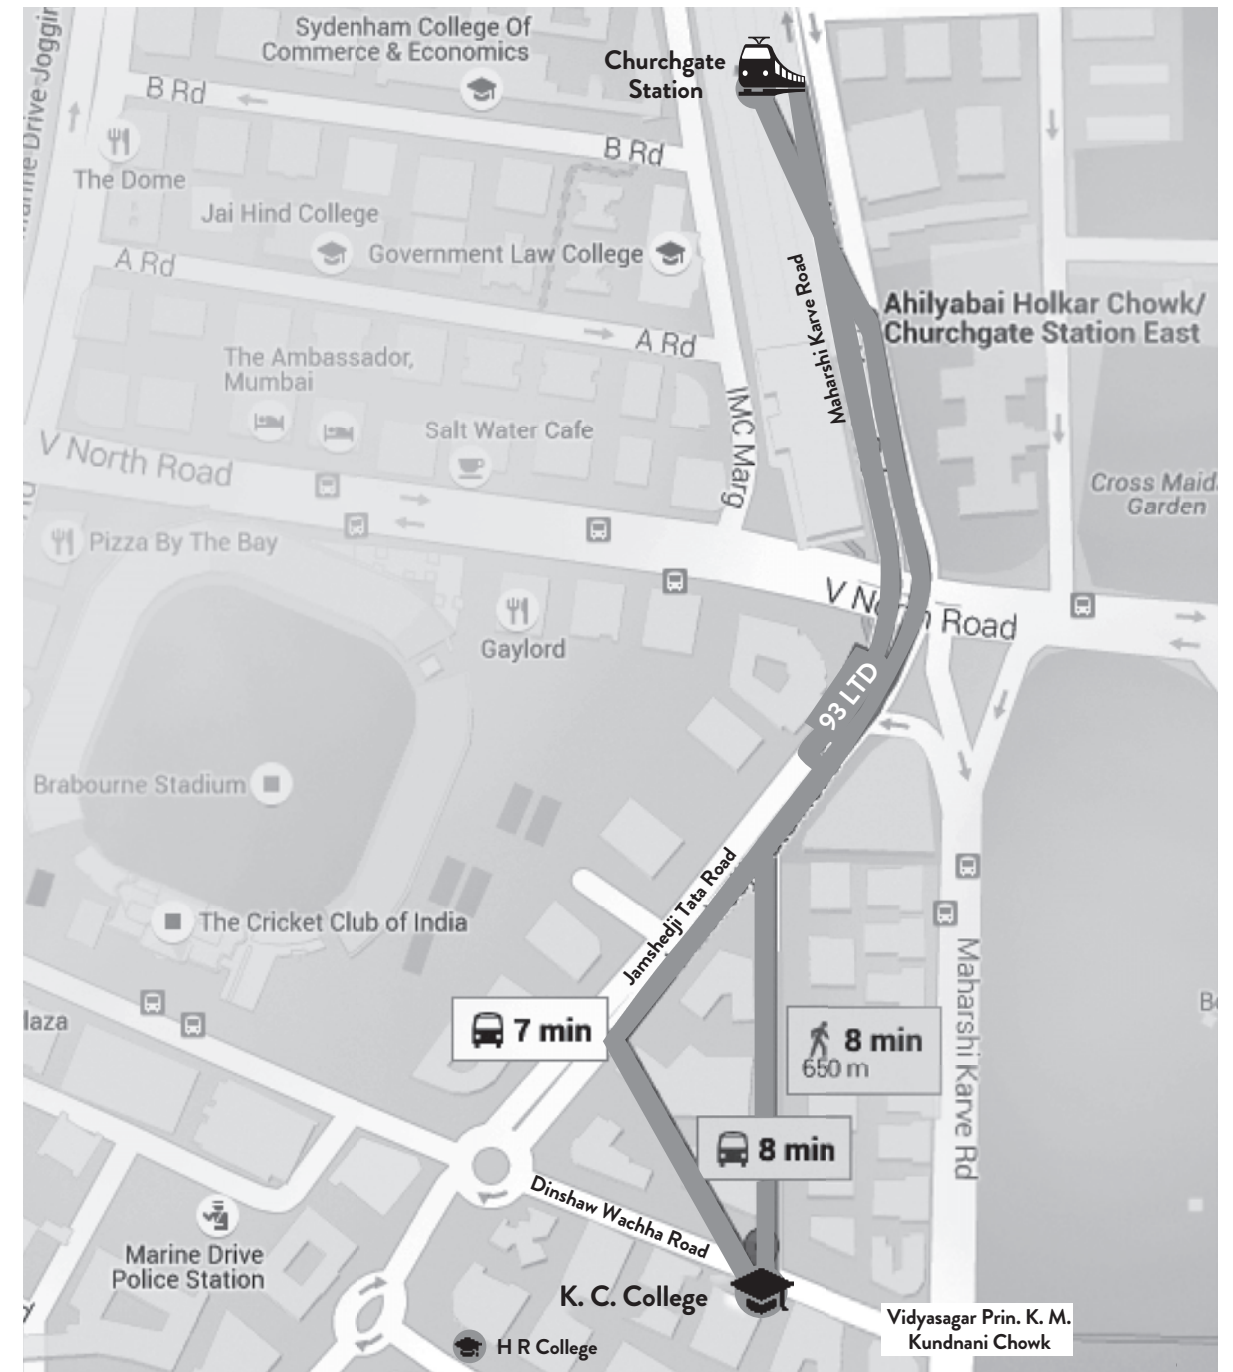 Sydenham College Of
Commerce & Economics
Churchgate
Station
B Rd
B Rd
The Dome
Jai Hind College
Government Law College
A Rd
A Rd
Maharshi Karve Road
Ahilyabai Holkar Chowk/
Churchgate Station East
The Ambassador,
Mumbai
IMC Marg
Salt Water Cafe
V North Road
Cross Maid
Garden
Pizza By The Bay
V North Road
Gaylord
93 LTD
Brabourne Stadium
Jamshedji Tata Road
The Cricket Club of India
Maharshi Karve Rd
laza
7 min
8 min
650 m
8 min
Dinshaw Wachha Road
Marine Drive
Police Station
K. C. College
Vidyasagar Prin. K. M.
Kundnani Chowk
H R College